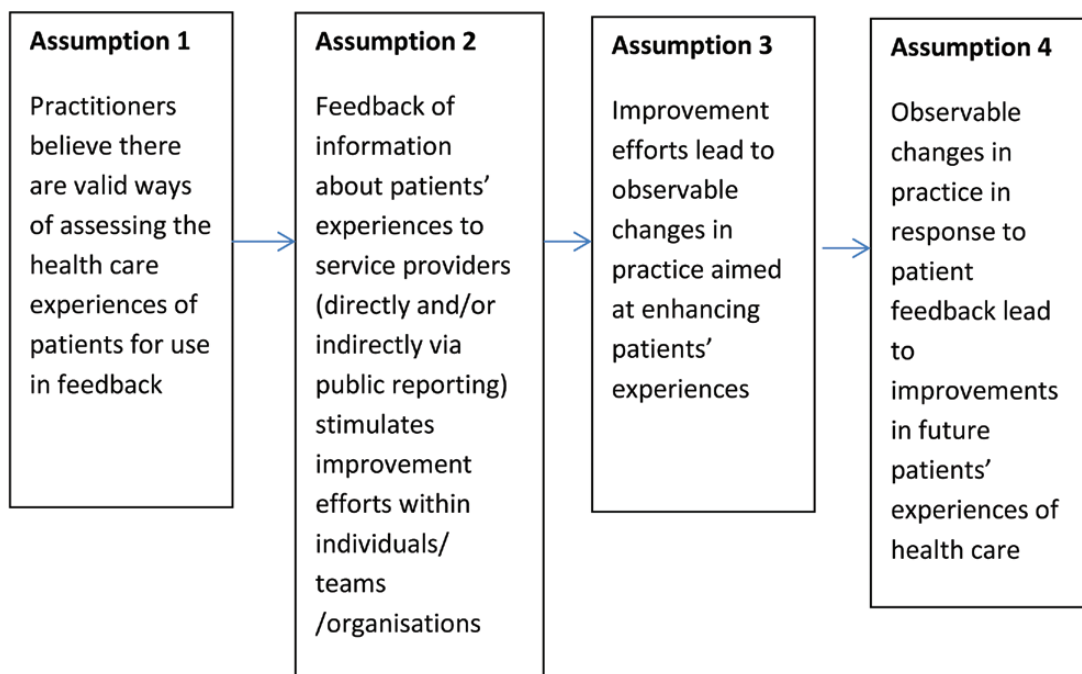 Assumption 1
Practitioners
believe there
are valid ways
of assessing the
health care
experiences of
patients for use
in feedback
Assumption 2
Feedback of
information
about patients’
experiences to
service providers
(directly and/or
indirectly via
public reporting)
stimulates
improvement
efforts within
individuals/
teams
/organisations
Assumption 3
Improvement
efforts lead to
observable
changes in
practice aimed
at enhancing
patients’
experiences
Assumption 4
Observable
changes in
practice in
response to
patient
feedback lead
to
improvements
in future
patients’
experiences of
health care